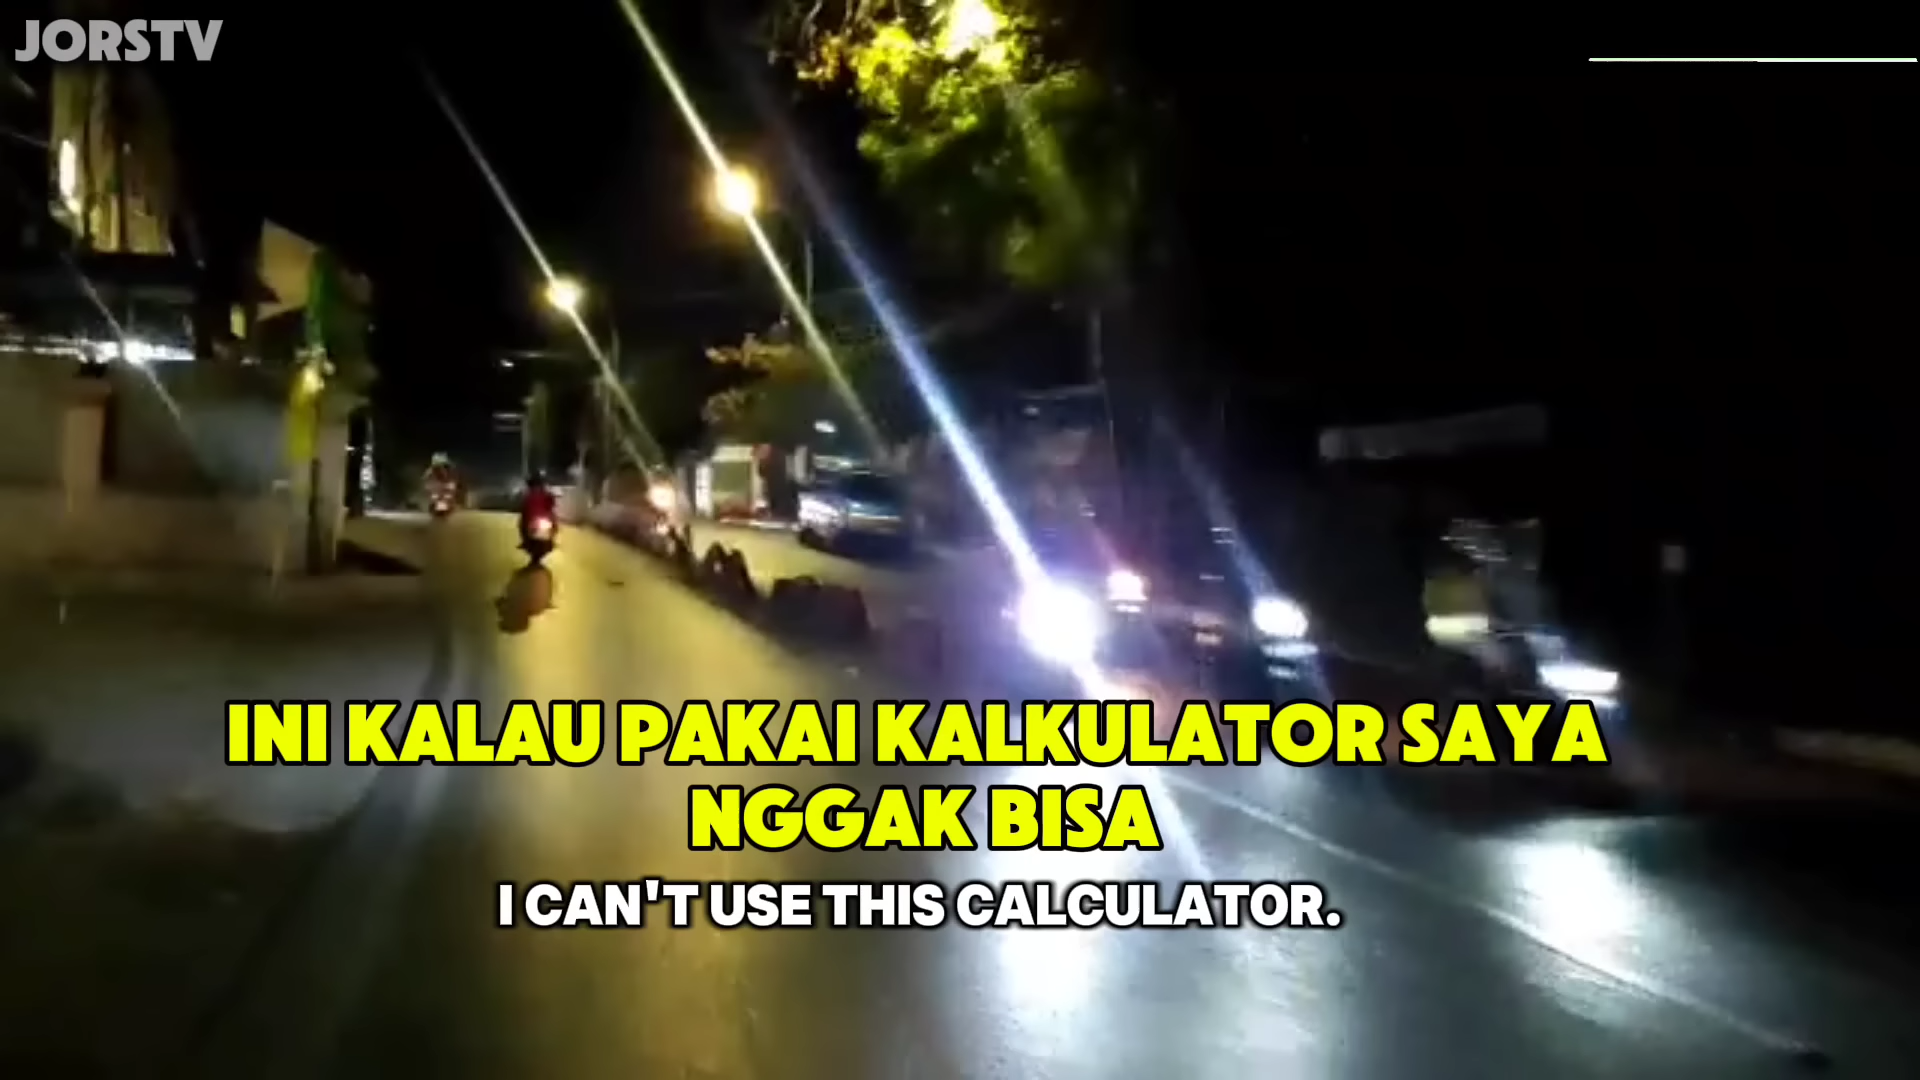 JORSTV
INI KALAU PAKAI KALKULATOR SAYA
NGGAK BISA
I CAN'T USE THIS CALCULATOR.